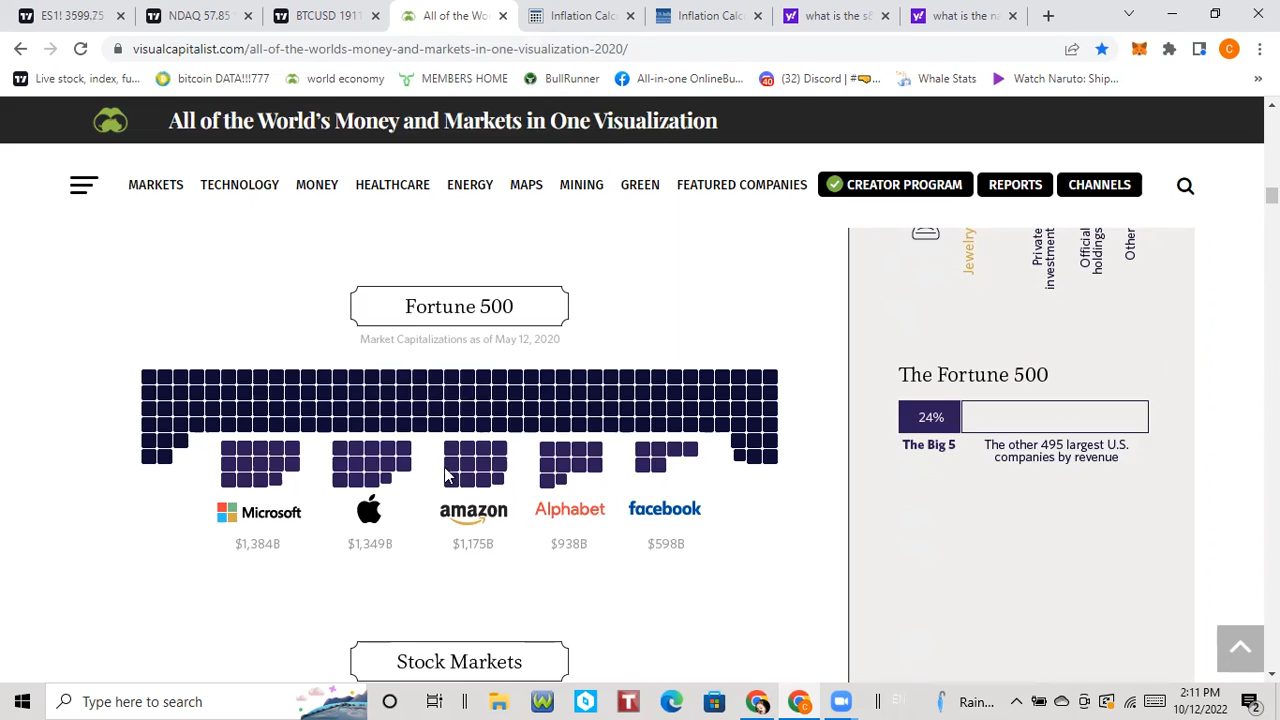 ES1! 3595.5
NDAQ 57.8
BTCUSD 191
All of the Wo
Inflation Calc
Inflation Calc
what is the s&
what is the na
visualcapitalist.com/all-of-the-worlds-money-and-markets-in-one-visualization-2020/
C
Live stock, index, fu...
bitcoin DATA!!!777
world economy
MEMBERS HOME
BullRunner
All-in-one OnlineBu...
(32) Discord | #
Whale Stats
Watch Naruto: Ship...
»
All of the World's Money and Markets in One Visualization
MARKETS
TECHNOLOGY
MONEY
HEALTHCARE
ENERGY
MAPS
MINING
GREEN
FEATURED COMPANIES
CREATOR PROGRAM
REPORTS
CHANNELS
Jewelry
Private investment
Official holdings
Other
Fortune 500
Market Capitalizations as of May 12, 2020
Microsoft
amazon
Alphabet
facebook
$1,384B
$1,349B
$1,175B
$938B
$598B
The Fortune 500
24%
The Big 5
The other 495 largest U.S.
companies by revenue
Stock Markets
Type here to search
Rain...
2:11 PM
10/12/2022
2